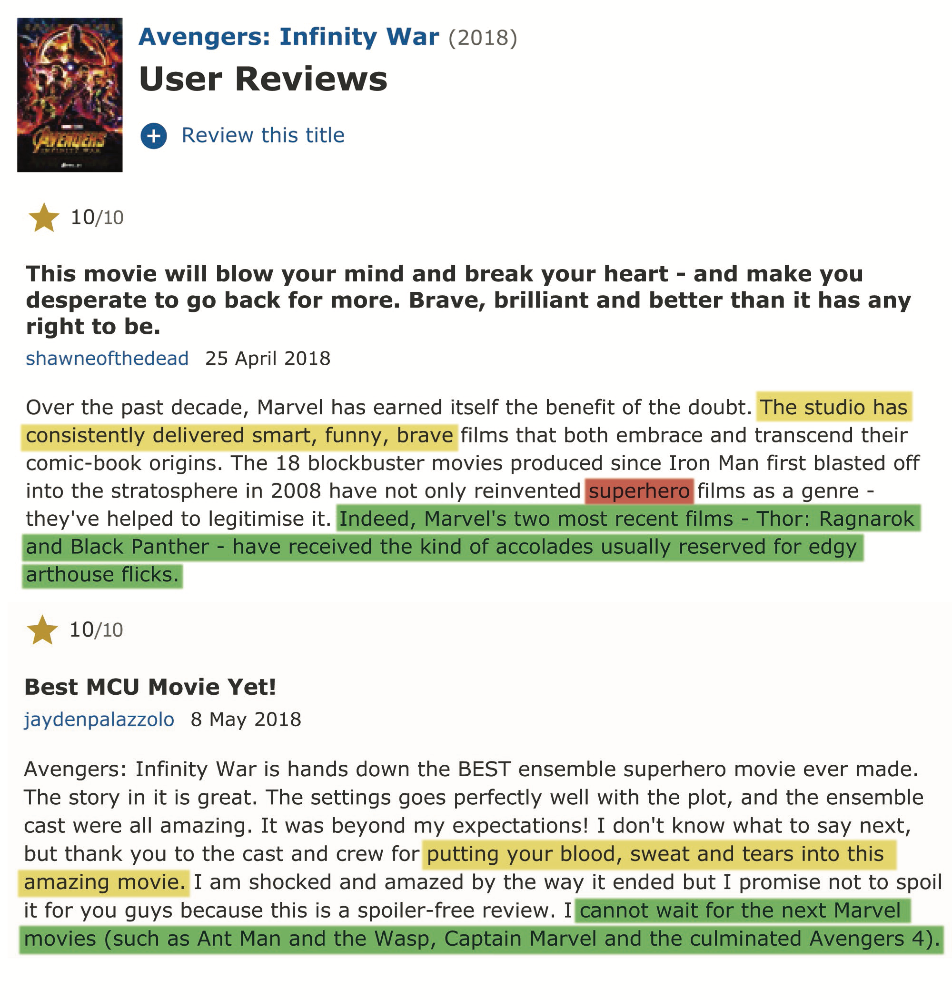 AVENGERS
INFINITY WAR
Avengers: Infinity War (2018)
User Reviews
+ Review this title
10/10
This movie will blow your mind and break your heart - and make you
desperate to go back for more. Brave, brilliant and better than it has any
right to be.
shawneofthedead 25 April 2018
Over the past decade, Marvel has earned itself the benefit of the doubt. The studio has
consistently delivered smart, funny, brave films that both embrace and transcend their
comic-book origins. The 18 blockbuster movies produced since Iron Man first blasted off
into the stratosphere in 2008 have not only reinvented superhero films as a genre -
they've helped to legitimise it. Indeed, Marvel's two most recent films - Thor: Ragnarok
and Black Panther - have received the kind of accolades usually reserved for edgy
arthouse flicks.
10/10
Best MCU Movie Yet!
jaydenpalazzolo 8 May 2018
Avengers: Infinity War is hands down the BEST ensemble superhero movie ever made.
The story in it is great. The settings goes perfectly well with the plot, and the ensemble
cast were all amazing. It was beyond my expectations! I don't know what to say next,
but thank you to the cast and crew for putting your blood, sweat and tears into this
amazing movie. I am shocked and amazed by the way it ended but I promise not to spoil
it for you guys because this is a spoiler-free review. I cannot wait for the next Marvel
movies (such as Ant Man and the Wasp, Captain Marvel and the culminated Avengers 4).